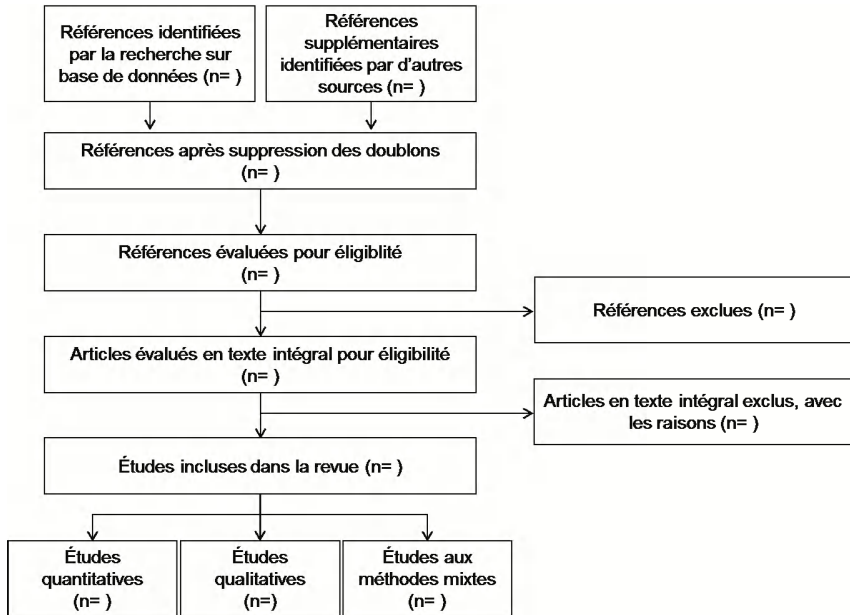 Références identifiées
par la recherche sur
base de données (n= )
Références
supplémentaires
identifiées par d'autres
sources (n= )
Références après suppression des doublons
(n= )
Références évaluées pour éligiblité
(n= )
Références exclues (n= )
Articles évalués en texte intégral pour éligibilité
(n= )
Articles en texte intégral exclus, avec
les raisons (n= )
Études incluses dans la revue (n= )
Études
quantitatives
(n= )
Études
qualitatives
(n=)
Études aux
méthodes mixtes
(n= )